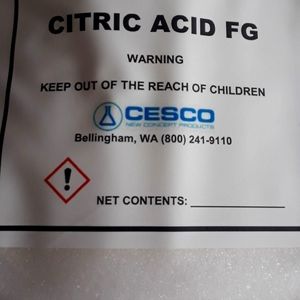 CITRIC ACID FG
WARNING
KEEP OUT OF THE REACH OF CHILDREN
CESCO
NEW CONCEPT PRODUCTS
Bellingham, WA (800) 241-9110
NET CONTENTS: